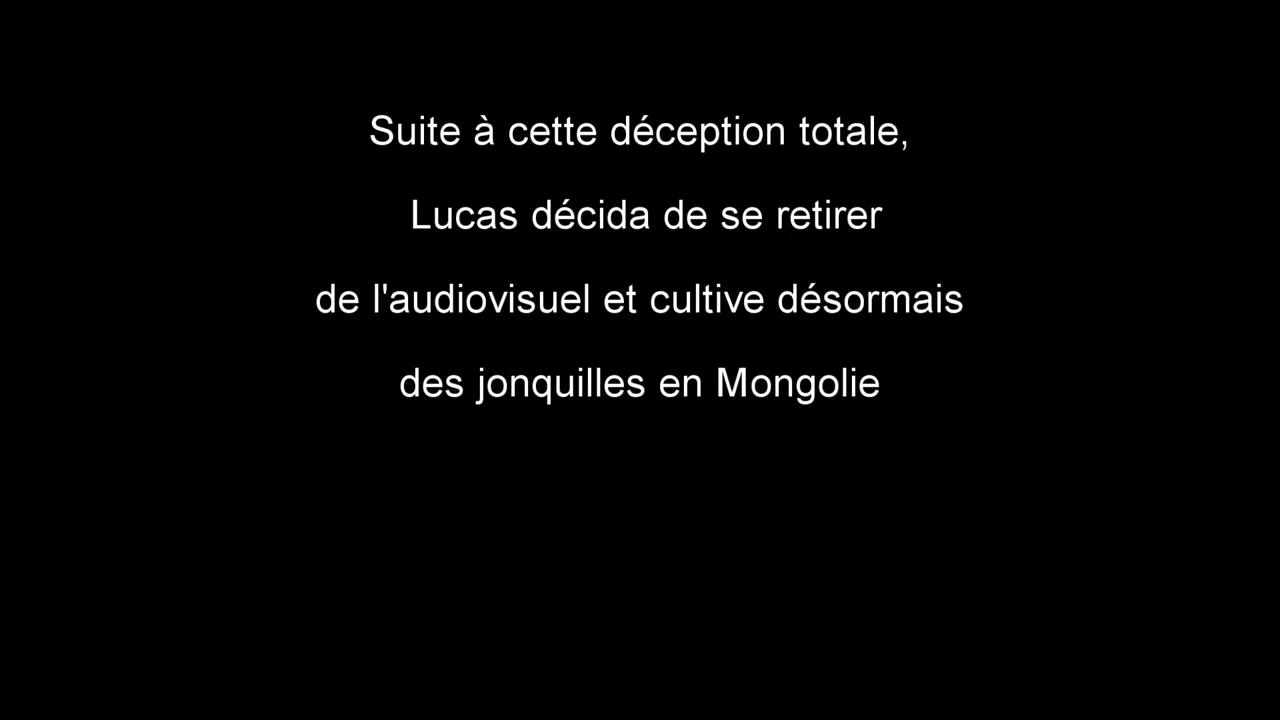 Suite à cette déception totale,
Lucas décida de se retirer
de l'audiovisuel et cultive désormais
des jonquilles en Mongolie